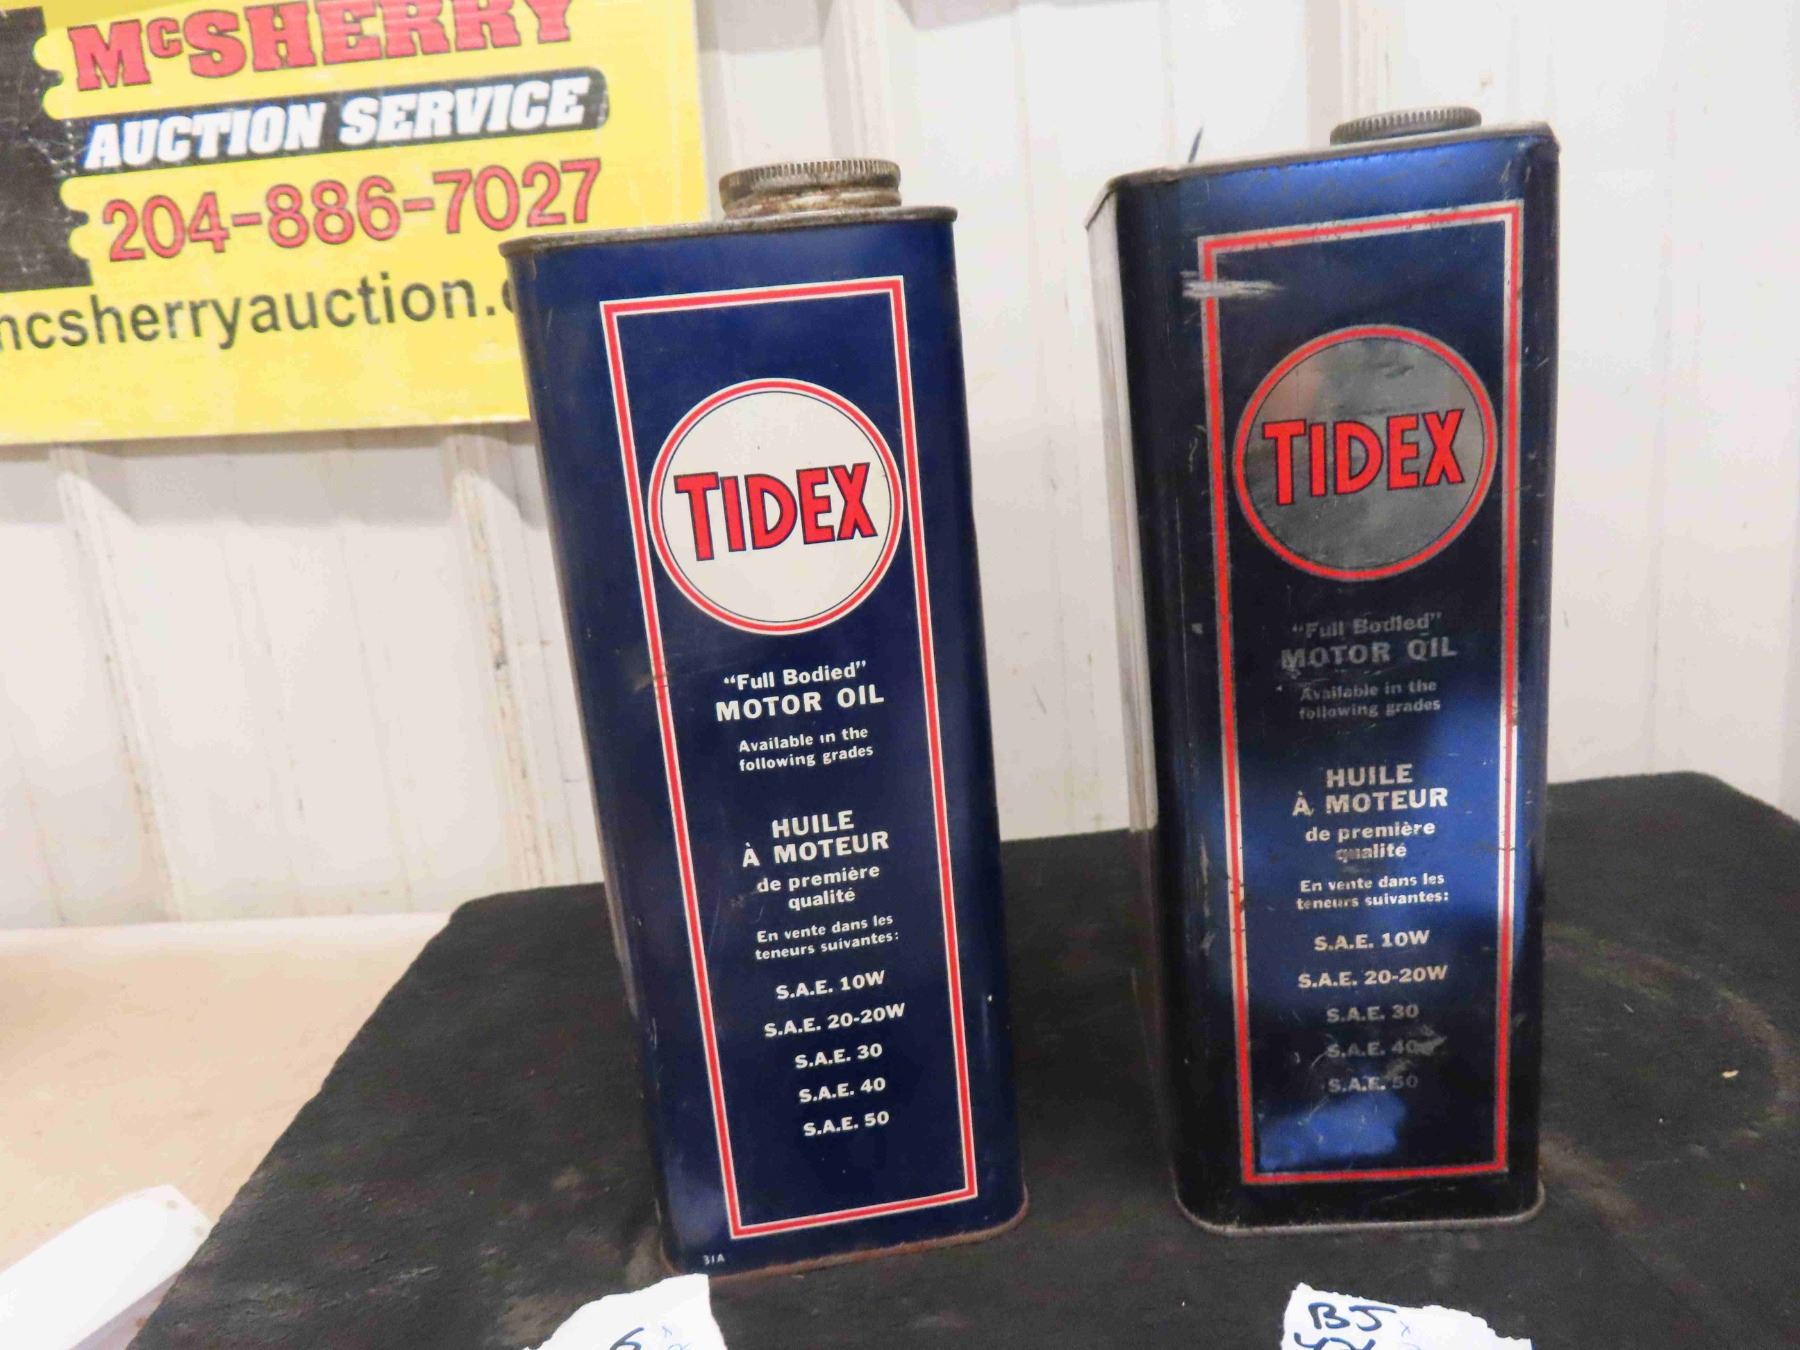 McSHERRY
AUCTION SERVICE
204-886-7027
mcsherryauction.
TIDEX
"Full Bodied"
MOTOR OIL
Available in the
following grades
HUILE
À MOTEUR
de première
qualité
En vente dans les
teneurs suivantes:
S.A.E. 10W
S.A.E. 20-20W
S.A.E. 30
S.A.E. 40
S.A.E. 50
31A
TIDEX
"Full Bodied"
MOTOR OIL
Available in the
following grades
HUILE
À MOTEUR
de première
qualité
En vente dans les
teneurs suivantes:
S.A.E. 10W
S.A.E. 20-20W
S.A.E. 30
S.A.E. 40
S.A.E. 50
BJ